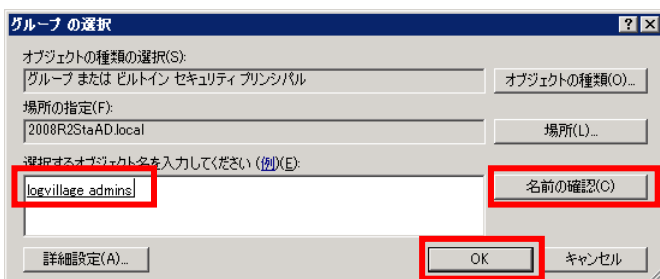 グループ の選択
オブジェクトの種類の選択(S):
グループ または ビルトイン セキュリティ プリンシパル
オブジェクトの種類(O)...
場所の指定(F):
2008R2StaAD.local
場所(L)...
選択するオブジェクト名を入力してください (例)(E):
logvillage admins
名前の確認(C)
詳細設定(A)...
OK
キャンセル